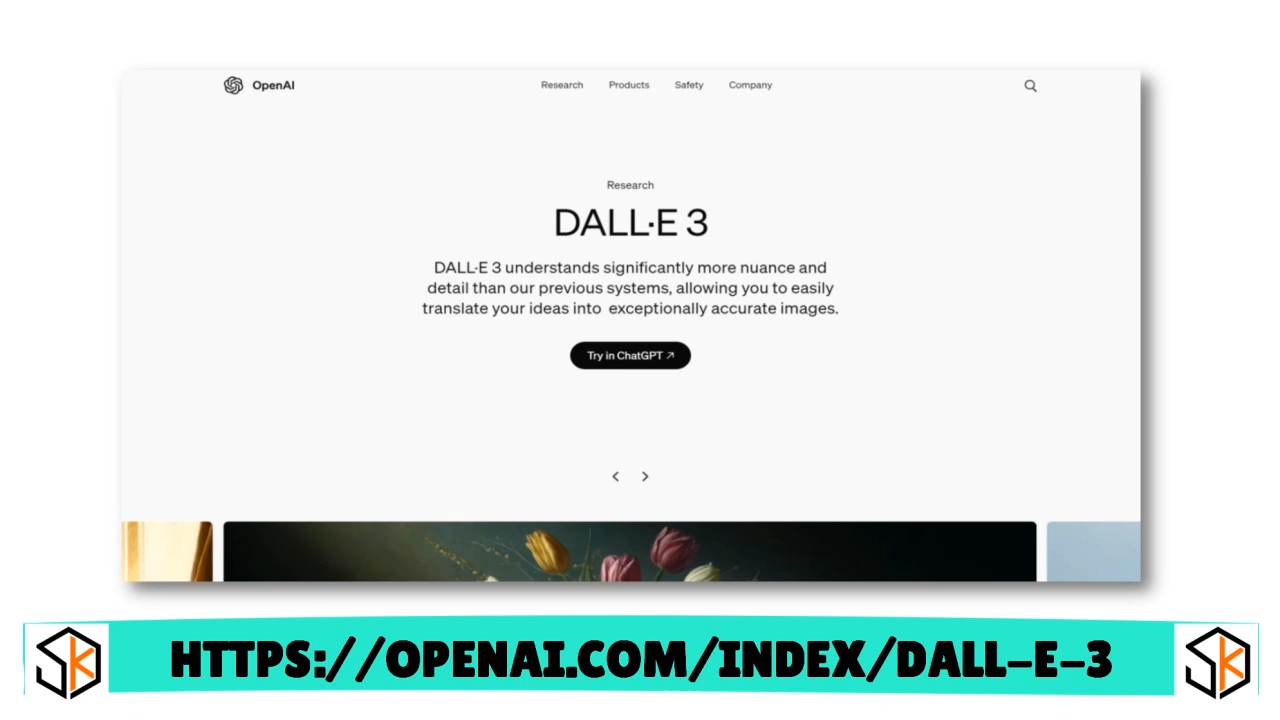 OpenAI
Research Products Safety Company
Research
DALL·E 3
DALL·E 3 understands significantly more nuance and
detail than our previous systems, allowing you to easily
translate your ideas into exceptionally accurate images.
Try in ChatGPT ↗
SK HTTPS://OPENAI.COM/INDEX/DALL-E-3 SK